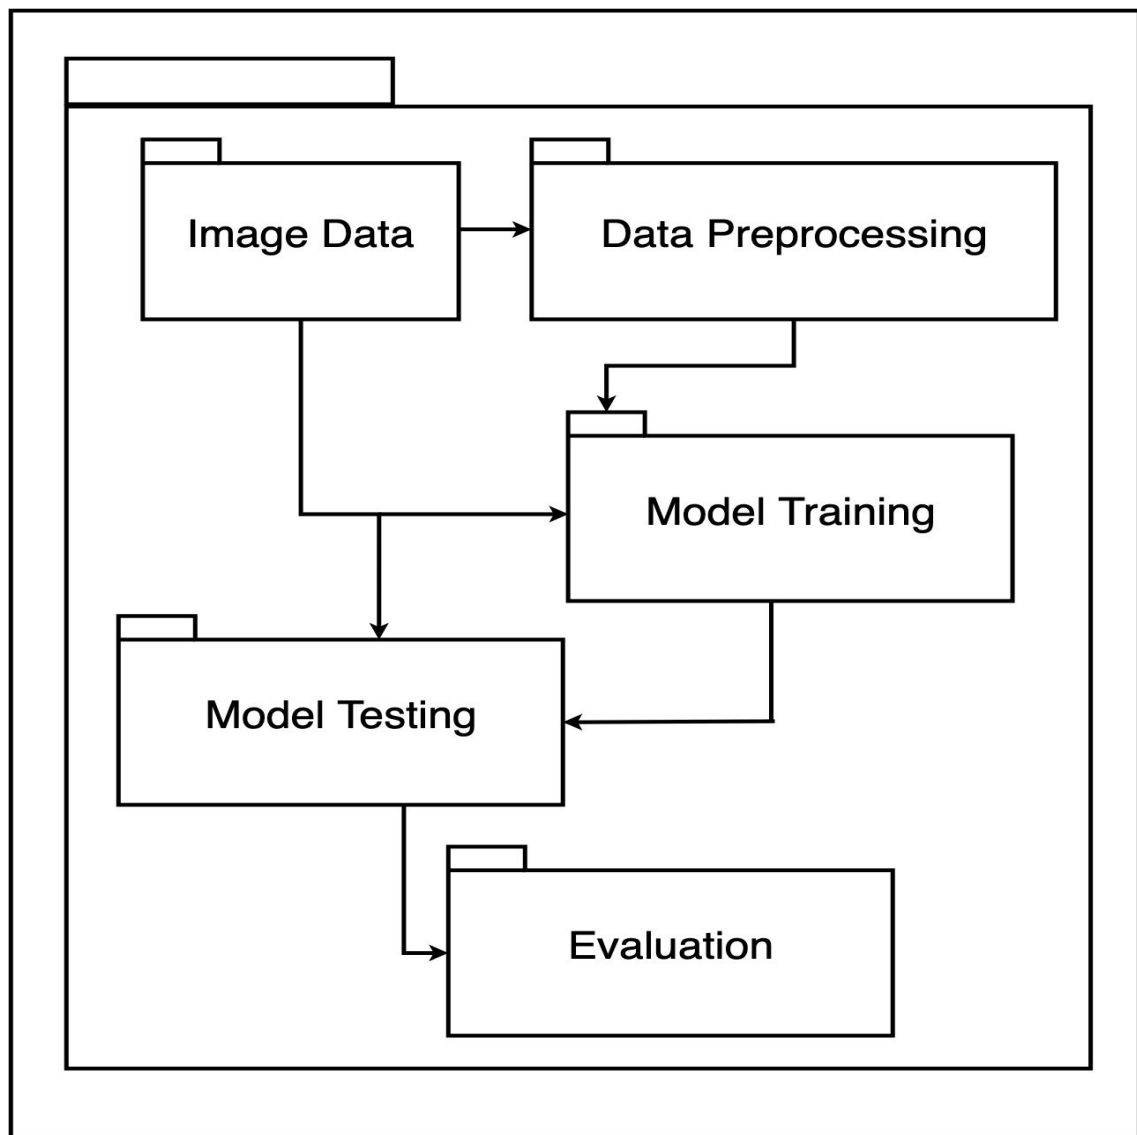 Image Data
Data Preprocessing
Model Training
Model Testing
Evaluation